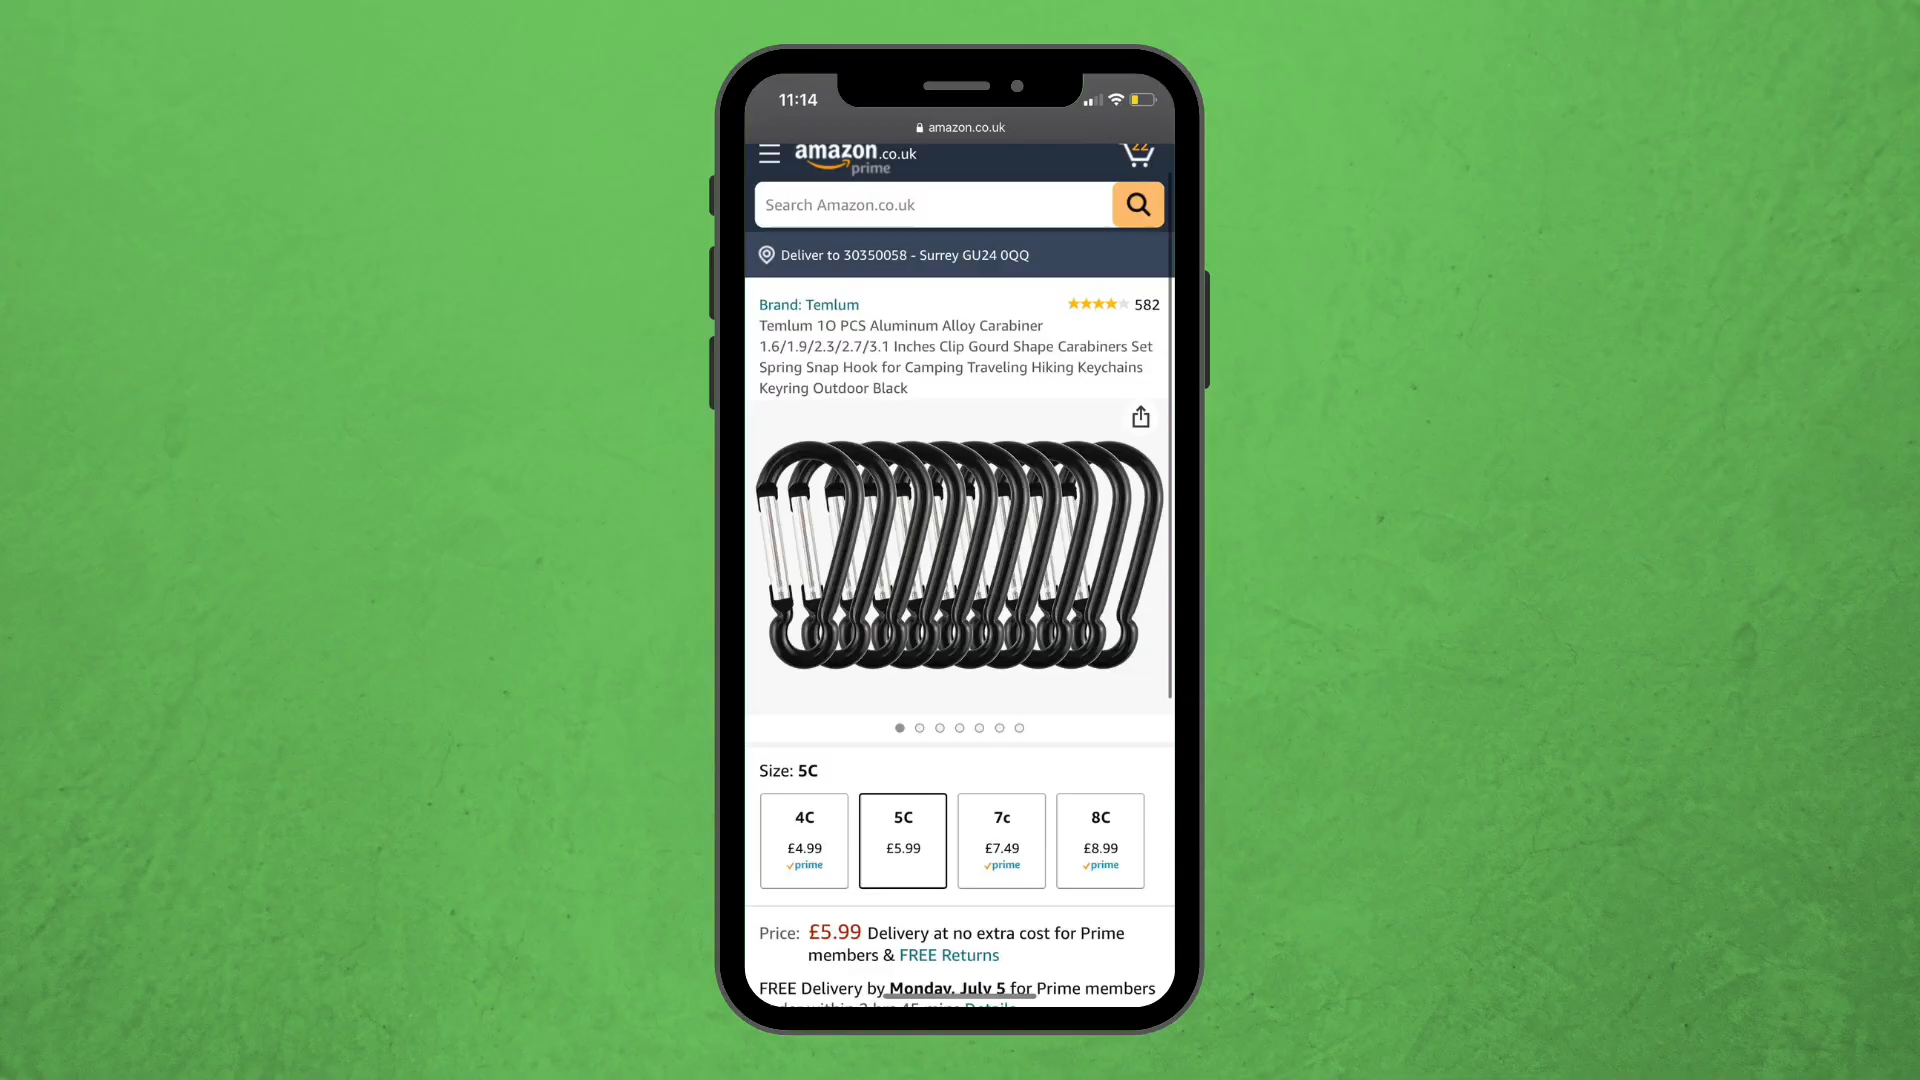 11:14
amazon.co.uk
amazon.co.uk
prime
22
Search Amazon.co.uk
Deliver to 30350058 - Surrey GU24 0QQ
Brand: Temlum
582
Temlum 1O PCS Aluminum Alloy Carabiner
1.6/1.9/2.3/2.7/3.1 Inches Clip Gourd Shape Carabiners Set
Spring Snap Hook for Camping Traveling Hiking Keychains
Keyring Outdoor Black
Size: 5C
4C
£4.99
prime
5C
£5.99
7c
£7.49
prime
8C
£8.99
prime
Price: £5.99 Delivery at no extra cost for Prime
members & FREE Returns
FREE Delivery by Monday, July 5 for Prime members